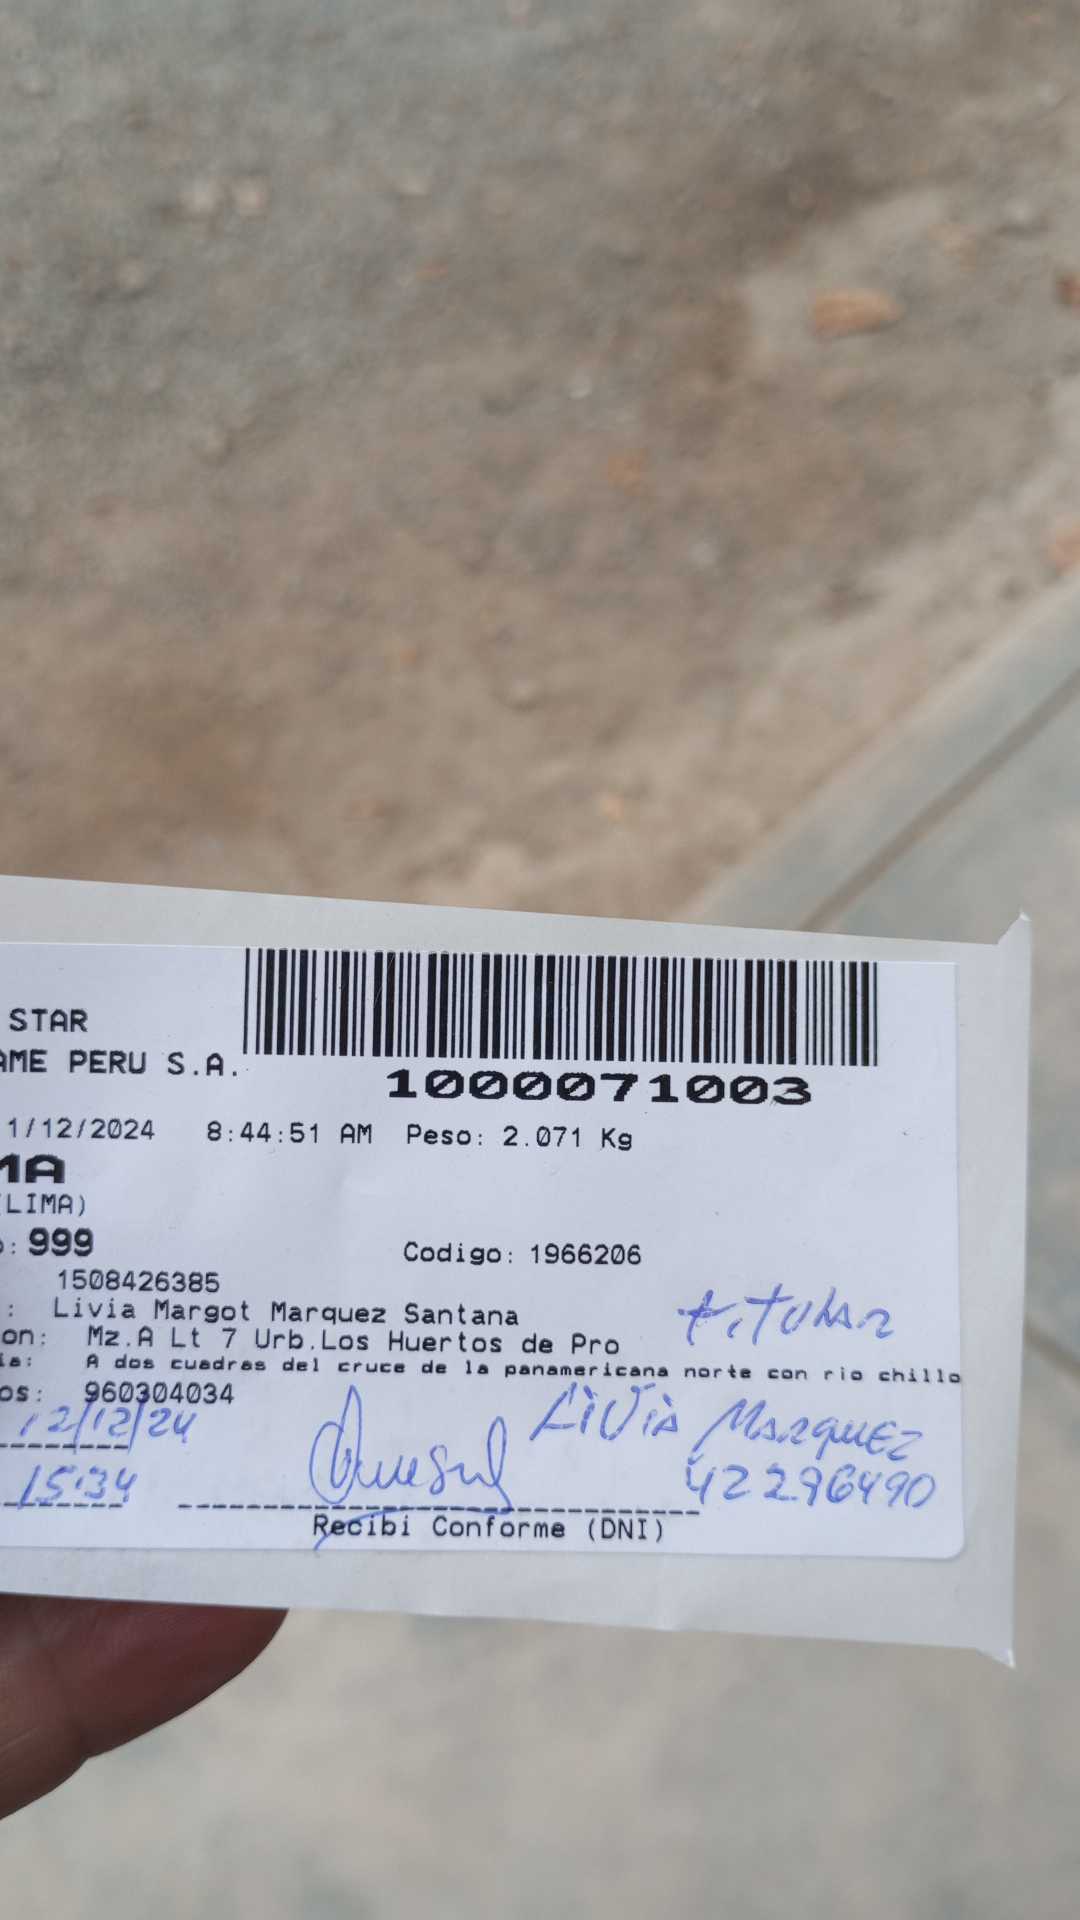 STAR
AME PERU S.A.
1000071003
1/12/2024 8:44:51 AM Peso: 2.071 Kg
MA
(LIMA)
: 999 Codigo: 1966206
1508426385
: Livia Margot Marquez Santana
titular
on: Mz.A Lt 7 Urb.Los Huertos de Pro
ia: A dos cuadras del cruce de la panamericana norte con rio chillo
os: 960304034
12/12/24
LiViA MARquEz
15:34
42296490
Recibi Conforme (DNI)